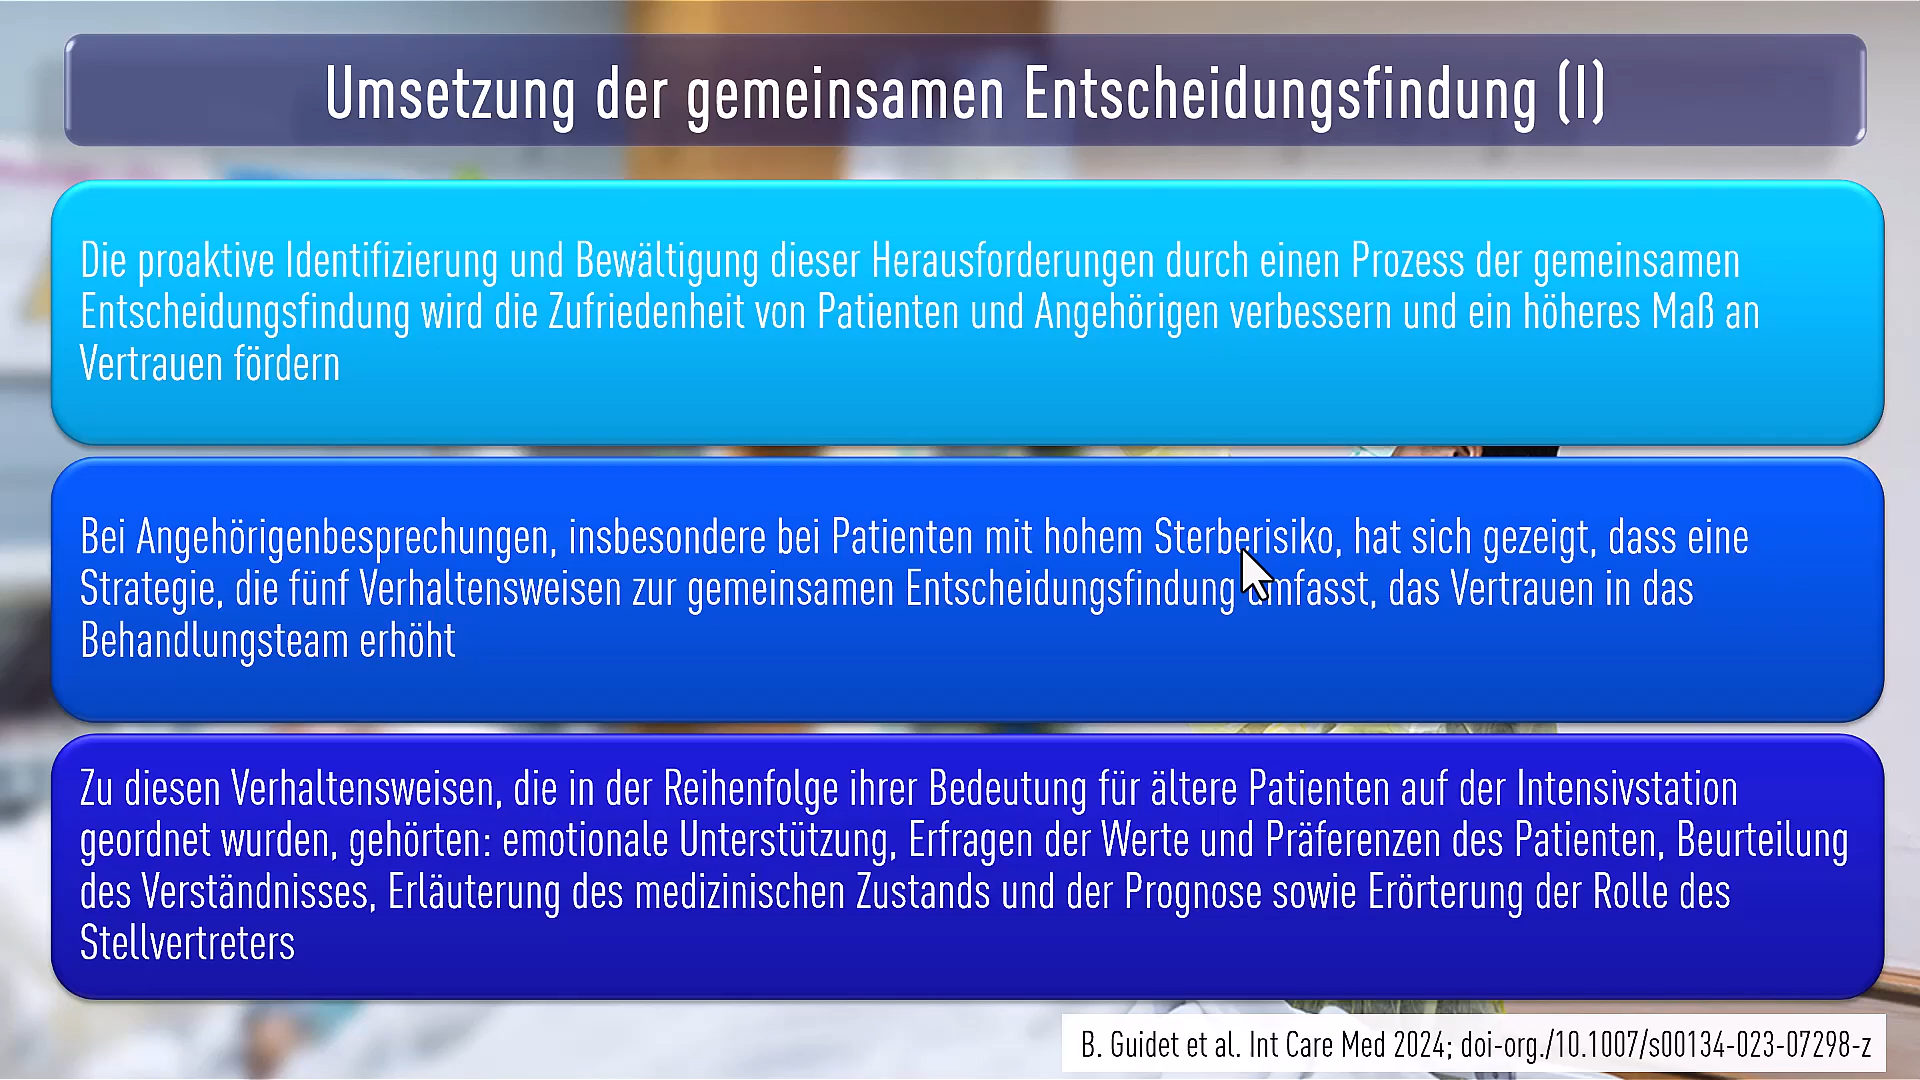 Umsetzung der gemeinsamen Entscheidungsfindung (I)
Die proaktive Identifizierung und Bewältigung dieser Herausforderungen durch einen Prozess der gemeinsamen
Entscheidungsfindung wird die Zufriedenheit von Patienten und Angehörigen verbessern und ein höheres Maß an
Vertrauen fördern
Bei Angehörigenbesprechungen, insbesondere bei Patienten mit hohem Sterberisiko, hat sich gezeigt, dass eine
Strategie, die fünf Verhaltensweisen zur gemeinsamen Entscheidungsfindung umfasst, das Vertrauen in das
Behandlungsteam erhöht
Zu diesen Verhaltensweisen, die in der Reihenfolge ihrer Bedeutung für ältere Patienten auf der Intensivstation
geordnet wurden, gehörten: emotionale Unterstützung, Erfragen der Werte und Präferenzen des Patienten, Beurteilung
des Verständnisses, Erläuterung des medizinischen Zustands und der Prognose sowie Erörterung der Rolle des
Stellvertreters
B. Guidet et al. Int Care Med 2024; doi-org./10.1007/s00134-023-07298-z